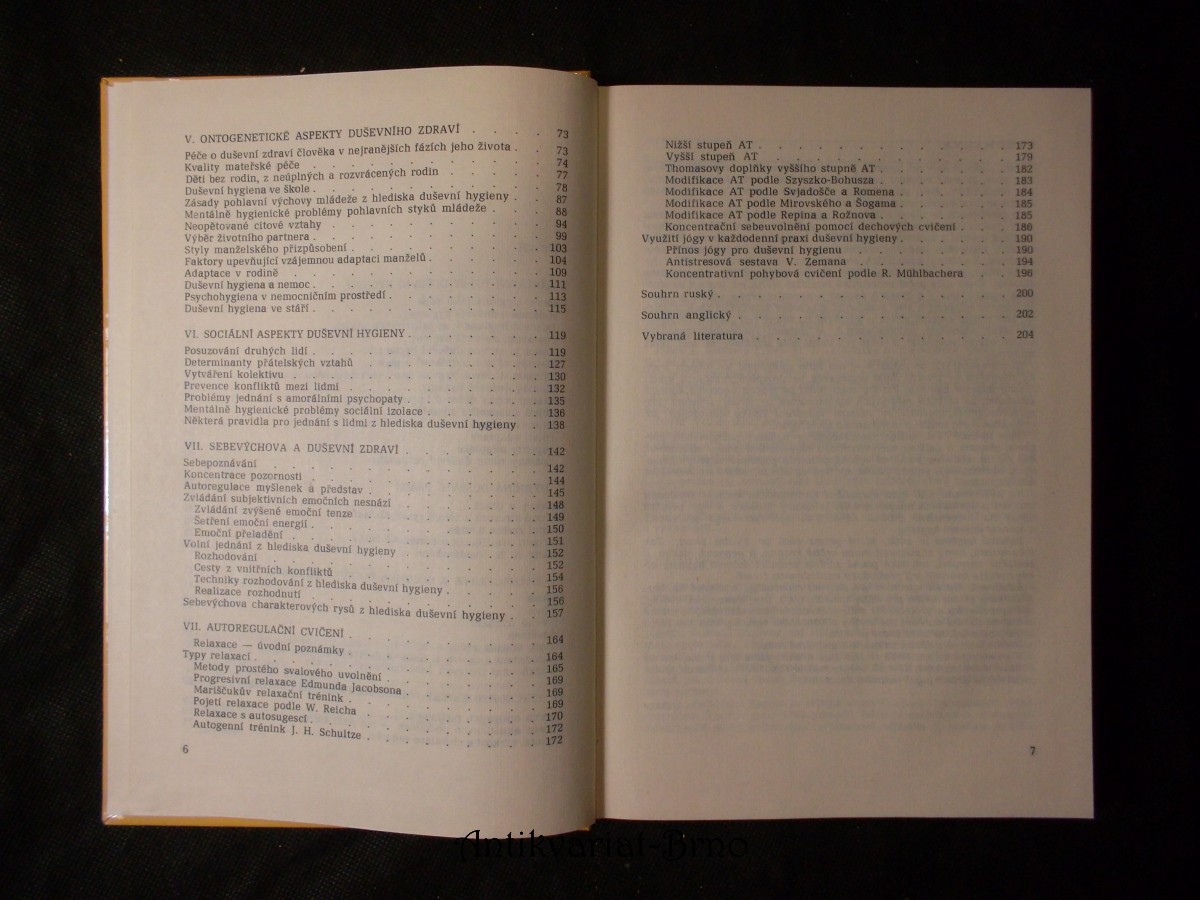 V. ONTOGENETICKÉ ASPEKTY DUŠEVNÍHO ZDRAVÍ . . . . 73
Péče o duševní zdraví člověka v nejranějších fázích jeho života . . 73
Kvality mateřské péče . . . . . . . . . . 74
Děti bez rodin, z neúplných a rozvrácených rodin . . . . 77
Duševní hygiena ve škole . . . . . . . . . . 78
Zásady pohlavní výchovy mládeže z hlediska duševní hygieny . . 87
Mentálně hygienické problémy pohlavních styků mládeže . . . 88
Neopětované citové vztahy . . . . . . . . . 94
Výběr životního partnera . . . . . . . . . . 99
Styly manželského přizpůsobení . . . . . . . . 103
Faktory upevňující vzájemnou adaptaci manželů . . . . . 104
Adaptace v rodině . . . . . . . . . . . 109
Duševní hygiena a nemoc . . . . . . . . . . 111
Psychohygiena v nemocničním prostředí . . . . . . . 113
Duševní hygiena ve stáří . . . . . . . . . . 115
VI. SOCIÁLNÍ ASPEKTY DUŠEVNÍ HYGIENY . . . . . . 119
Posuzování druhých lidí . . . . . . . . . . 119
Determinanty přátelských vztahů . . . . . . . . 127
Vytváření kolektivu . . . . . . . . . . . 130
Prevence konfliktů mezi lidmi . . . . . . . . . 132
Problémy jednání s amorálními psychopaty . . . . . . 135
Mentálně hygienické problémy sociální izolace . . . . . 136
Některá pravidla pro jednání s lidmi z hlediska duševní hygieny . 138
VII. SEBEVÝCHOVA A DUŠEVNÍ ZDRAVÍ . . . . . . 142
Sebepoznávání . . . . . . . . . . . . 142
Koncentrace pozornosti . . . . . . . . . . 144
Autoregulace myšlenek a představ . . . . . . . . 145
Zvládání subjektivních emočních nesnází . . . . . . 148
Zvládání zvýšené emoční tenze . . . . . . . . 149
Šetření emoční energií . . . . . . . . . . 150
Emoční přeladění . . . . . . . . . . . 151
Volní jednání z hlediska duševní hygieny . . . . . . 152
Rozhodování . . . . . . . . . . . . 152
Cesty z vnitřních konfliktů . . . . . . . . . 154
Techniky rozhodování z hlediska duševní hygieny . . . . 156
Realizace rozhodnutí . . . . . . . . . . 156
Sebevýchova charakterových rysů z hlediska duševní hygieny . . 157
VII. AUTOREGULAČNÍ CVIČENÍ . . . . . . . . 164
Relaxace — úvodní poznámky . . . . . . . . 164
Typy relaxací . . . . . . . . . . . . 165
Metody prostého svalového uvolnění . . . . . . . 169
Progresivní relaxace Edmunda Jacobsona . . . . . . 169
Mariščukův relaxační trénink . . . . . . . . 169
Pojetí relaxace podle W. Reicha . . . . . . . . 170
Relaxace s autosugescí . . . . . . . . . . 172
Autogenní trénink J. H. Schultze . . . . . . . . 172
6
Nižší stupeň AT . . . . . . . . . . . . 173
Vyšší stupeň AT . . . . . . . . . . . . 179
Thomasovy doplňky vyššího stupně AT . . . . . . . 182
Modifikace AT podle Szyszko-Bohusza . . . . . . . 183
Modifikace AT podle Svjadošče a Romena . . . . . . 184
Modifikace AT podle Mirovského a Šogama . . . . . . 185
Modifikace AT podle Repina a Rožnova . . . . . . . 185
Koncentrační sebeuvolnění pomocí dechových cvičení . . . . 186
Využití jógy v každodenní praxi duševní hygieny . . . . . . 190
Přínos jógy pro duševní hygienu . . . . . . . . 190
Antistresová sestava V. Zemana . . . . . . . . 194
Koncentrativní pohybová cvičení podle R. Mühlbachera . . 196
Souhrn ruský . . . . . . . . . . . . . 200
Souhrn anglický . . . . . . . . . . . . 202
Vybraná literatura . . . . . . . . . . . 204
7
Antikvariat-Brno